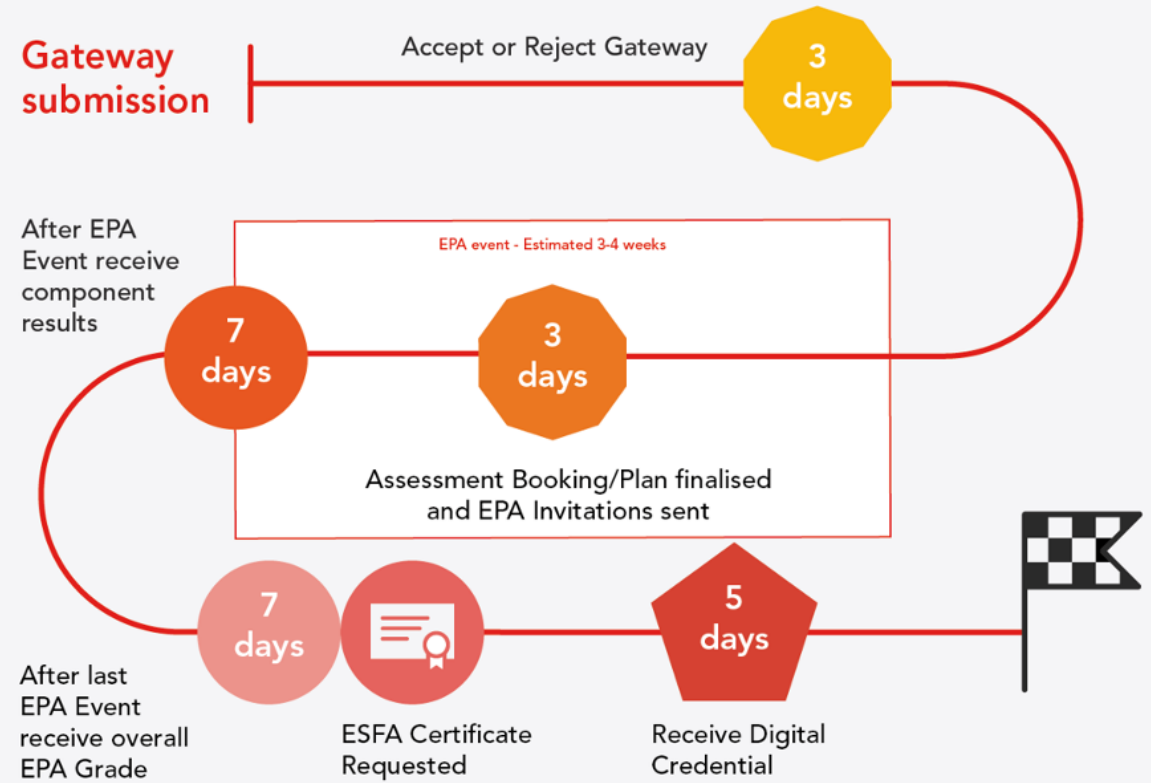 Gateway
submission
Accept or Reject Gateway
3
days
After EPA
Event receive
component
results
EPA event - Estimated 3-4 weeks
7
days
3
days
Assessment Booking/Plan finalised
and EPA Invitations sent
7
days
5
days
After last
EPA Event
receive overall
EPA Grade
ESFA Certificate
Requested
Receive Digital
Credential